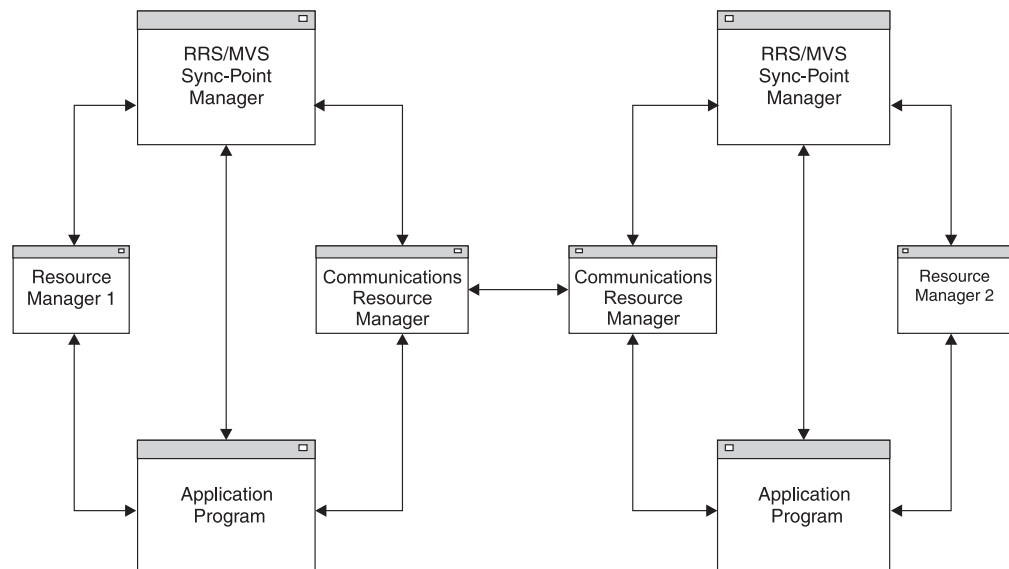 RRS/MVS
Sync-Point
Manager
RRS/MVS
Sync-Point
Manager
Resource
Manager 1
Communications
Resource
Manager
Communications
Resource
Manager
Resource
Manager 2
Application
Program
Application
Program